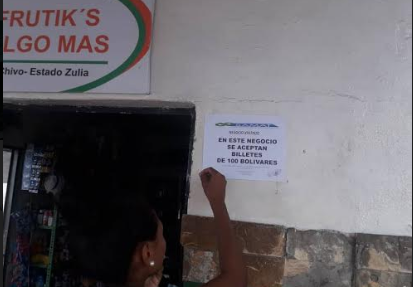 FRUTIK´S
LGO MAS
Chivo- Estado Zulia
EN ESTE NEGOCIO
SE ACEPTAN
BILLETES
DE 100 BOLIVARES